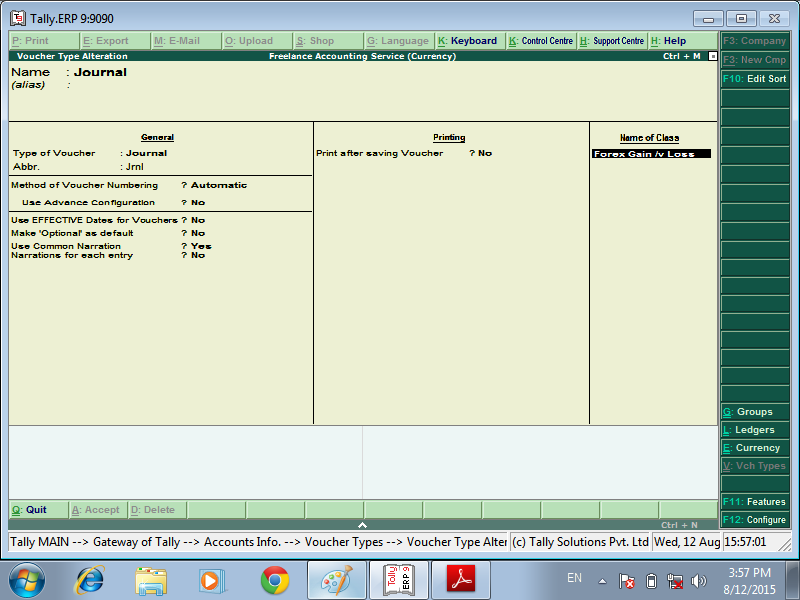 Tally.ERP 9:9090
P: Print E: Export M: E-Mail O: Upload S: Shop G: Language K: Keyboard K: Control Centre H: Support Centre H: Help F3: Company
Voucher Type Alteration Freelance Accounting Service (Currency) Ctrl + M
F3: New Cmp
Name : Journal
(alias) :
F10: Edit Sort
General Printing Name of Class
Type of Voucher : Journal Print after saving Voucher ? No Forex Gain /v Loss
Abbr. : Jrnl
Method of Voucher Numbering ? Automatic
Use Advance Configuration ? No
Use EFFECTIVE Dates for Vouchers ? No
Make 'Optional' as default ? No
Use Common Narration ? Yes
Narrations for each entry ? No
G: Groups
L: Ledgers
E: Currency
V: Vch Types
F11: Features
Q: Quit A: Accept D: Delete
F12: Configure
Ctrl + N
Tally MAIN --> Gateway of Tally --> Accounts Info. --> Voucher Types --> Voucher Type Alter (c) Tally Solutions Pvt. Ltd Wed, 12 Aug 15:57:01
Tally ERP 9
EN
3:57 PM
8/12/2015